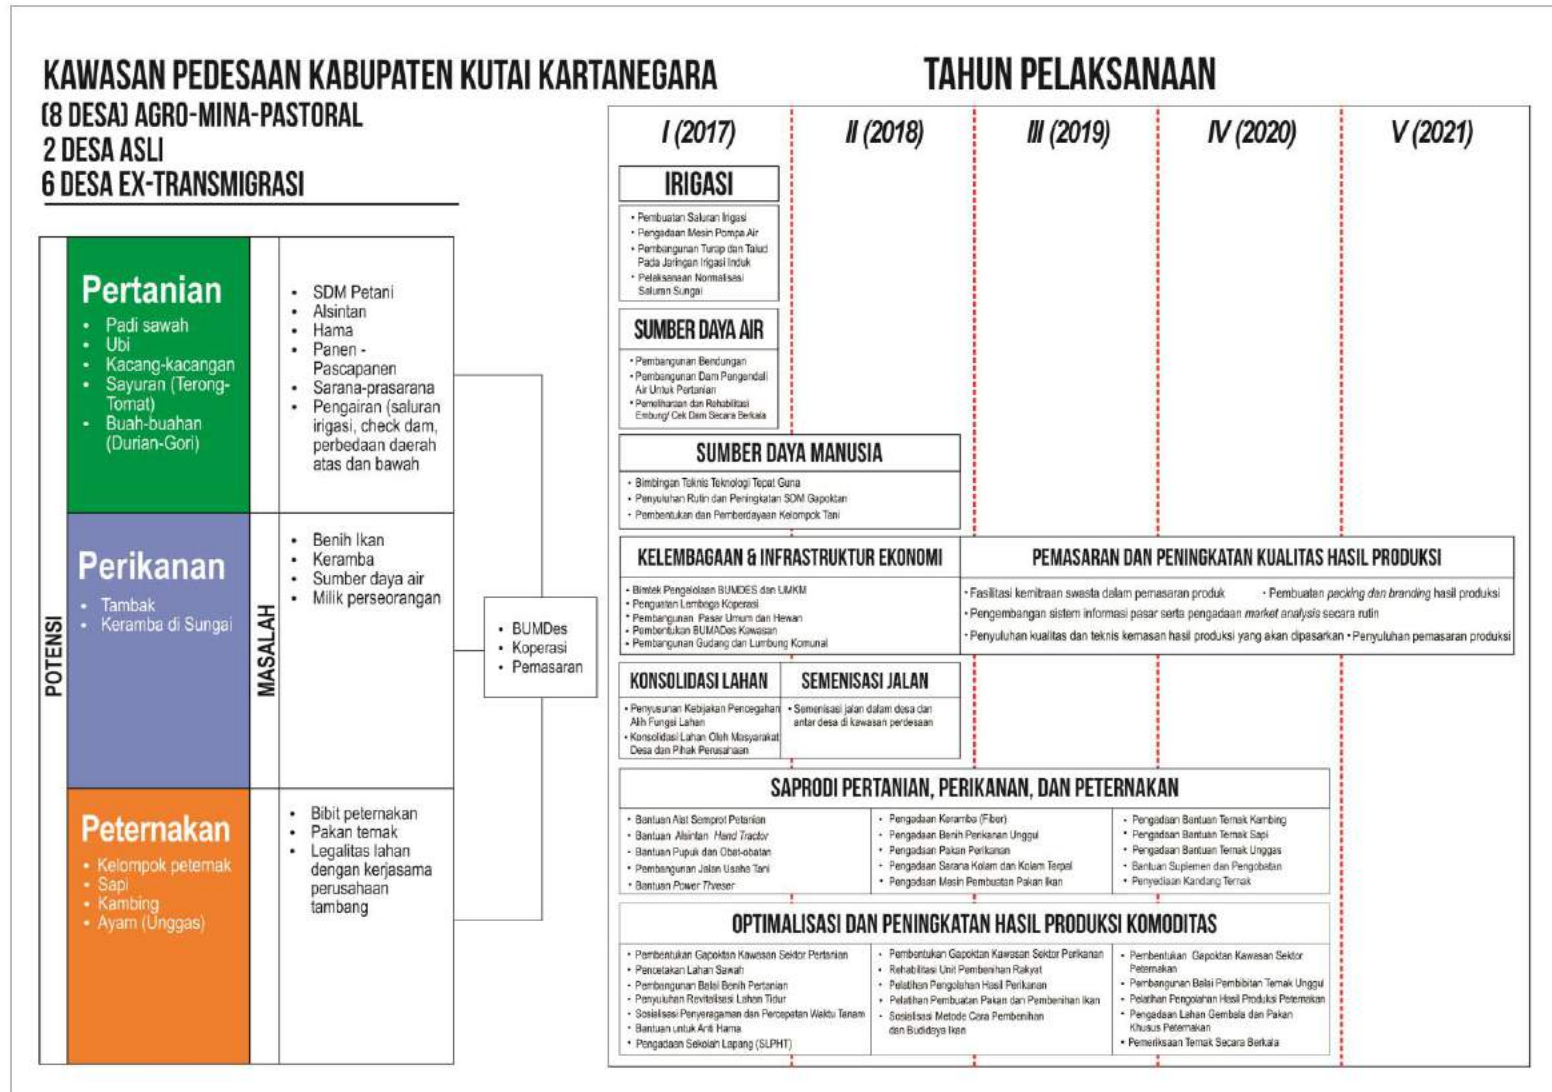 KAWASAN PEDESAAN KABUPATEN KUTAI KARTANEGARA
(8 DESA) AGRO-MINA-PASTORAL
2 DESA ASLI
6 DESA EX-TRANSMIGRASI
POTENSI
Pertanian
• Padi sawah
• Ubi
• Kacang-kacangan
• Sayuran (Terong-
Tomat)
• Buah-buahan
(Durian-Gori)
Perikanan
• Tambak
• Keramba di Sungai
Peternakan
• Kelompok peternak
• Sapi
• Kambing
• Ayam (Unggas)
MASALAH
• SDM Petani
• Alsintan
• Hama
• Panen -
Pascapanen
• Sarana-prasarana
• Pengairan (saluran
irigasi, check dam,
perbedaan daerah
atas dan bawah
• Benih Ikan
• Keramba
• Sumber daya air
• Milik perseorangan
• Bibit peternakan
• Pakan ternak
• Legalitas lahan
dengan kerjasama
perusahaan
tambang
• BUMDes
• Koperasi
• Pemasaran
TAHUN PELAKSANAAN
I (2017)
II (2018)
III (2019)
IV (2020)
V (2021)
IRIGASI
• Pembuatan Saluran Irigasi
• Pengadaan Mesin Pompa Air
• Pembangunan Turap dan Talud
Pada Jaringan Irigasi Induk
• Pelaksanaan Normalisasi
Saluran Sungai
SUMBER DAYA AIR
• Pembangunan Bendungan
• Pembangunan Dam Pengendali
Air Untuk Pertanian
• Pemeliharaan dan Rehabilitasi
Embung/ Cek Dam Secara Berkala
SUMBER DAYA MANUSIA
• Bimbingan Teknis Teknologi Tepat Guna
• Penyuluhan Rutin dan Peningkatan SDM Gapoktan
• Pembentukan dan Pemberdayaan Kelompok Tani
KELEMBAGAAN & INFRASTRUKTUR EKONOMI
• Bimtek Pengelolaan BUMDES dan UMKM
• Penguatan Lembaga Koperasi
• Pembangunan Pasar Umum dan Hewan
• Pembentukan BUMADes Kawasan
• Pembangunan Gudang dan Lumbung Komunal
PEMASARAN DAN PENINGKATAN KUALITAS HASIL PRODUKSI
• Fasilitasi kemitraan swasta dalam pemasaran produk • Pembuatan packing dan branding hasil produksi
• Pengembangan sistem informasi pasar serta pengadaan market analysis secara rutin
• Penyuluhan kualitas dan teknis kemasan hasil produksi yang akan dipasarkan • Penyuluhan pemasaran produksi
KONSOLIDASI LAHAN
• Penyusunan Kebijakan Pencegahan
Alih Fungsi Lahan
• Konsolidasi Lahan Oleh Masyarakat
Desa dan Pihak Perusahaan
SEMENISASI JALAN
• Semenisasi jalan dalam desa dan
antar desa di kawasan perdesaan
SAPRODI PERTANIAN, PERIKANAN, DAN PETERNAKAN
• Bantuan Alat Semprot Petanian
• Bantuan Alsintan Hand Tractor
• Bantuan Pupuk dan Obat-obatan
• Pembangunan Jalan Usaha Tani
• Bantuan Power Threser
• Pengadaan Keramba (Fiber)
• Pengadaan Benih Perikanan Unggul
• Pengadaan Pakan Perikanan
• Pengadaan Sarana Kolam dan Kolam Terpal
• Pengadaan Mesin Pembuatan Pakan Ikan
• Pengadaan Bantuan Ternak Kambing
• Pengadaan Bantuan Ternak Sapi
• Pengadaan Bantuan Ternak Unggas
• Bantuan Suplemen dan Pengobatan
• Penyediaan Kandang Ternak
OPTIMALISASI DAN PENINGKATAN HASIL PRODUKSI KOMODITAS
• Pembentukan Gapoktan Kawasan Sektor Pertanian
• Pencetakan Lahan Sawah
• Pembangunan Balai Benih Pertanian
• Penyuluhan Revitalisasi Lahan Tidur
• Sosialisasi Penyeragaman dan Percepatan Waktu Tanam
• Bantuan untuk Anti Hama
• Pengadaan Sekolah Lapang (SLPHT)
• Pembentukan Gapoktan Kawasan Sektor Perikanan
• Rehabilitasi Unit Pembenihan Rakyat
• Pelatihan Pengolahan Hasil Perikanan
• Pelatihan Pembuatan Pakan dan Pembenihan Ikan
• Sosialisasi Metode Cara Pembenihan
dan Budidaya Ikan
• Pembentukan Gapoktan Kawasan Sektor
Peternakan
• Pembangunan Balai Pembibitan Ternak Unggul
• Pelatihan Pengolahan Hasil Produksi Peternakan
• Pengadaan Lahan Gembala dan Pakan
Khusus Peternakan
• Pemeriksaan Ternak Secara Berkala